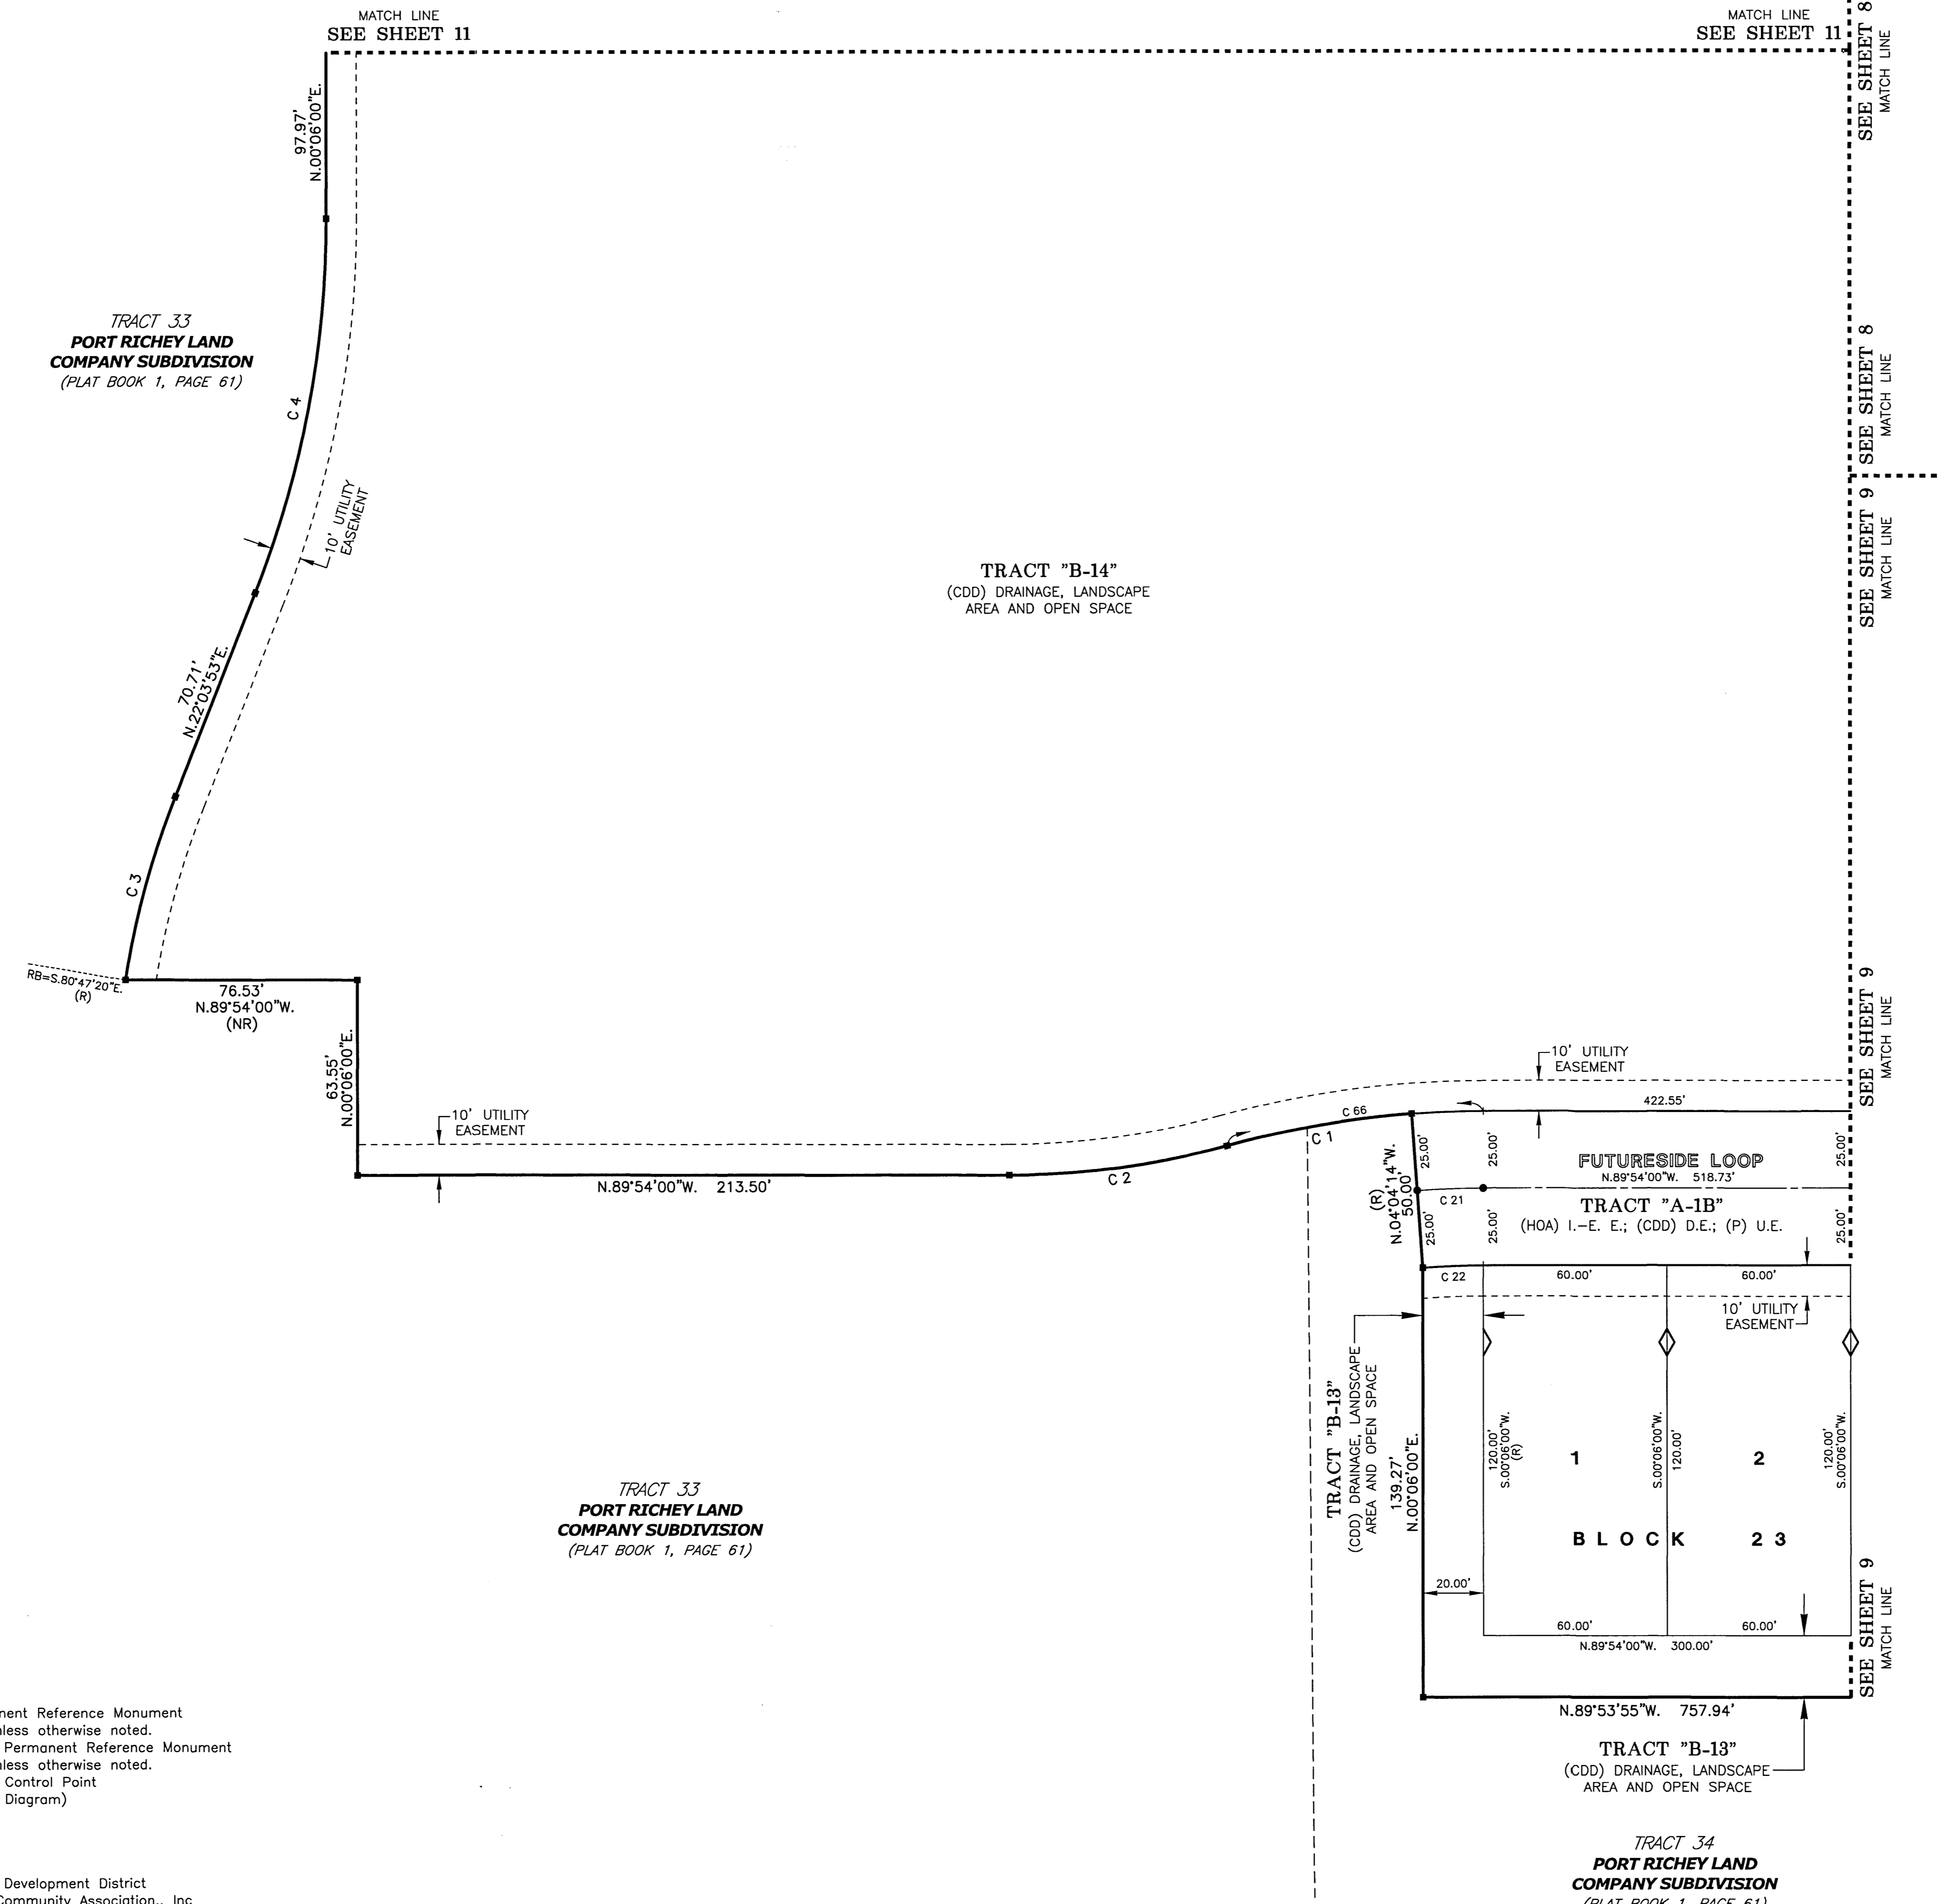 MATCH LINE
SEE SHEET 11
MATCH LINE
SEE SHEET 11
SEE SHEET 8
MATCH LINE
97.97'
N.00°06'00"E.
TRACT 33
PORT RICHEY LAND
COMPANY SUBDIVISION
(PLAT BOOK 1, PAGE 61)
C 4
SEE SHEET 8
MATCH LINE
10' UTILITY
EASEMENT
SEE SHEET 9
MATCH LINE
TRACT "B-14"
(CDD) DRAINAGE, LANDSCAPE
AREA AND OPEN SPACE
70.71'
N.22°03'53"E.
C 3
RB=S.80°47'20"E.
(R)
76.53'
N.89°54'00"W.
(NR)
63.55'
N.00°06'00"E.
SEE SHEET 9
MATCH LINE
10' UTILITY
EASEMENT
10' UTILITY
EASEMENT
N.89°54'00"W. 213.50'
C 2
C 1
C 66
422.55'
(R)
N.04°04'14"W.
50.00'
25.00'
25.00'
25.00'
FUTURESIDE LOOP
N.89°54'00"W. 518.73'
C 21
TRACT "A-1B"
(HOA) I.-E. E.; (CDD) D.E.; (P) U.E.
25.00'
25.00'
25.00'
C 22
60.00'
60.00'
10' UTILITY
EASEMENT
TRACT "B-13"
(CDD) DRAINAGE, LANDSCAPE
AREA AND OPEN SPACE
139.27'
N.00°06'00"E.
120.00'
S.00°06'00"W.
(R)
S.00°06'00"W.
120.00'
120.00'
S.00°06'00"W.
1
2
BLOCK 23
20.00'
60.00'
60.00'
N.89°54'00"W. 300.00'
SEE SHEET 9
MATCH LINE
N.89°53'55"W. 757.94'
TRACT "B-13"
(CDD) DRAINAGE, LANDSCAPE
AREA AND OPEN SPACE
TRACT 33
PORT RICHEY LAND
COMPANY SUBDIVISION
(PLAT BOOK 1, PAGE 61)
TRACT 34
PORT RICHEY LAND
COMPANY SUBDIVISION
(PLAT BOOK 1, PAGE 61)
nent Reference Monument
nless otherwise noted.
Permanent Reference Monument
nless otherwise noted.
Control Point
Diagram)
Development District
Community Association., Inc